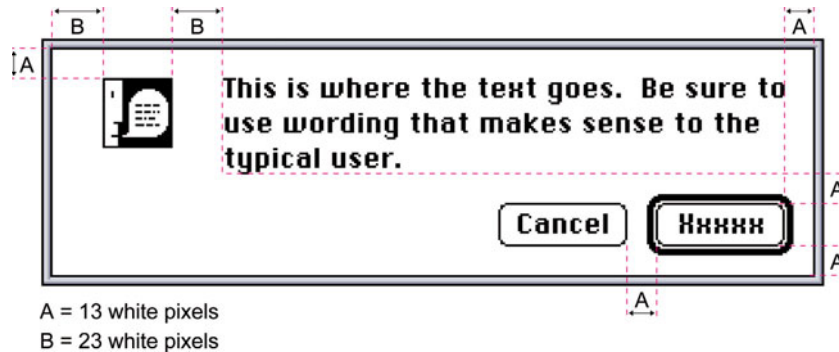 B B A
A
This is where the text goes. Be sure to
use wording that makes sense to the
typical user.
A
Cancel Xxxxx
A
A
A = 13 white pixels
B = 23 white pixels